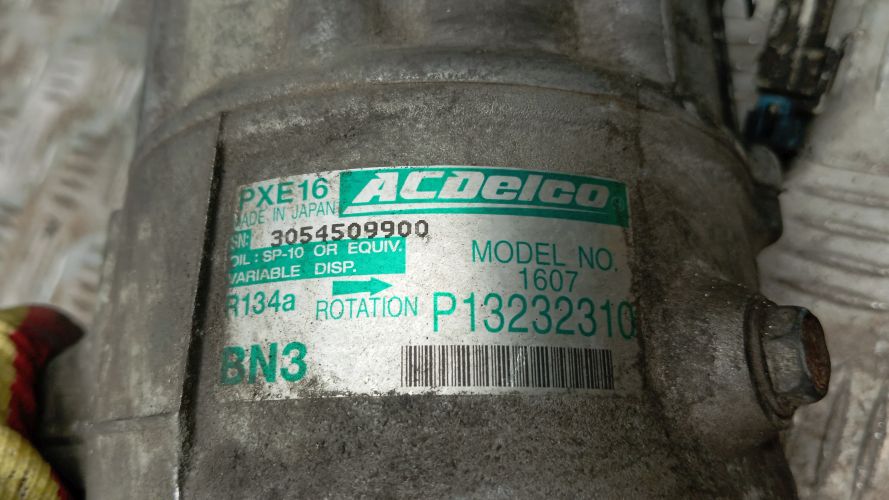 PXE16 ACDelco
MADE IN JAPAN
SN: 3054509900
OIL : SP-10 OR EQUIV.
VARIABLE DISP.
MODEL NO.
1607
R134a ROTATION P13232310
BN3